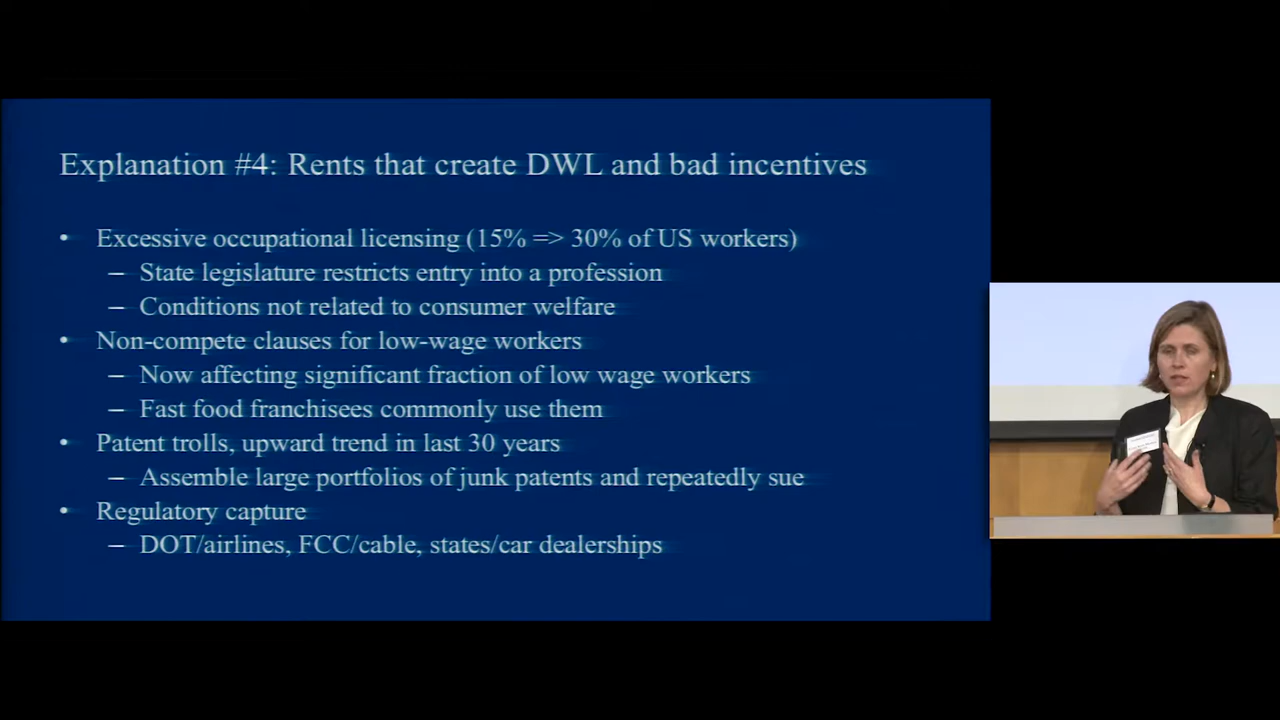 Explanation #4: Rents that create DWL and bad incentives
• Excessive occupational licensing (15% => 30% of US workers)
– State legislature restricts entry into a profession
– Conditions not related to consumer welfare
• Non-compete clauses for low-wage workers
– Now affecting significant fraction of low wage workers
– Fast food franchisees commonly use them
• Patent trolls, upward trend in last 30 years
– Assemble large portfolios of junk patents and repeatedly sue
• Regulatory capture
– DOT/airlines, FCC/cable, states/car dealerships